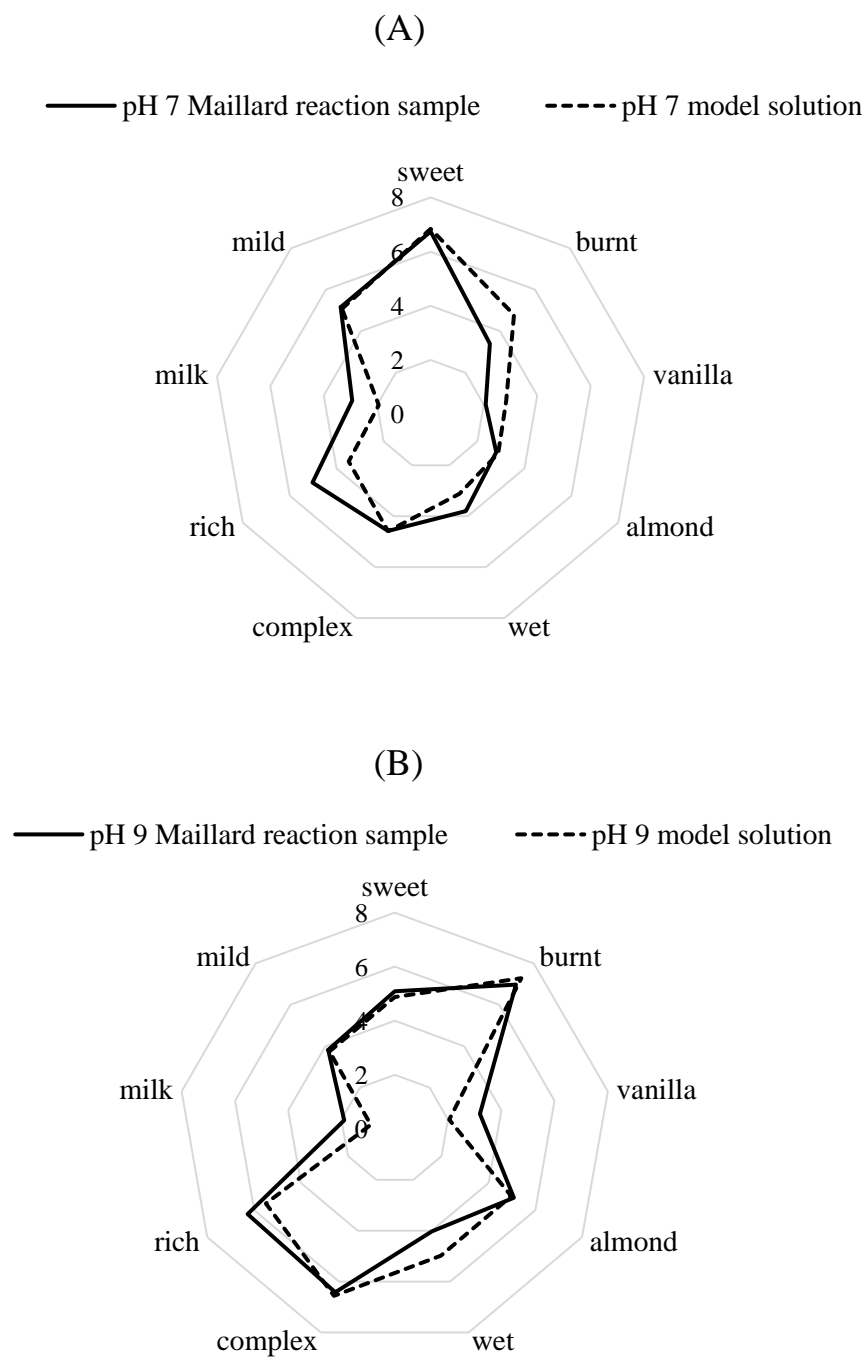 (A)
pH 7 Maillard reaction sample pH 7 model solution
sweet
8
mild burnt
6
4
milk vanilla
2
0
rich almond
complex wet
(B)
pH 9 Maillard reaction sample pH 9 model solution
sweet
8
mild burnt
6
4
milk vanilla
2
0
rich almond
complex wet